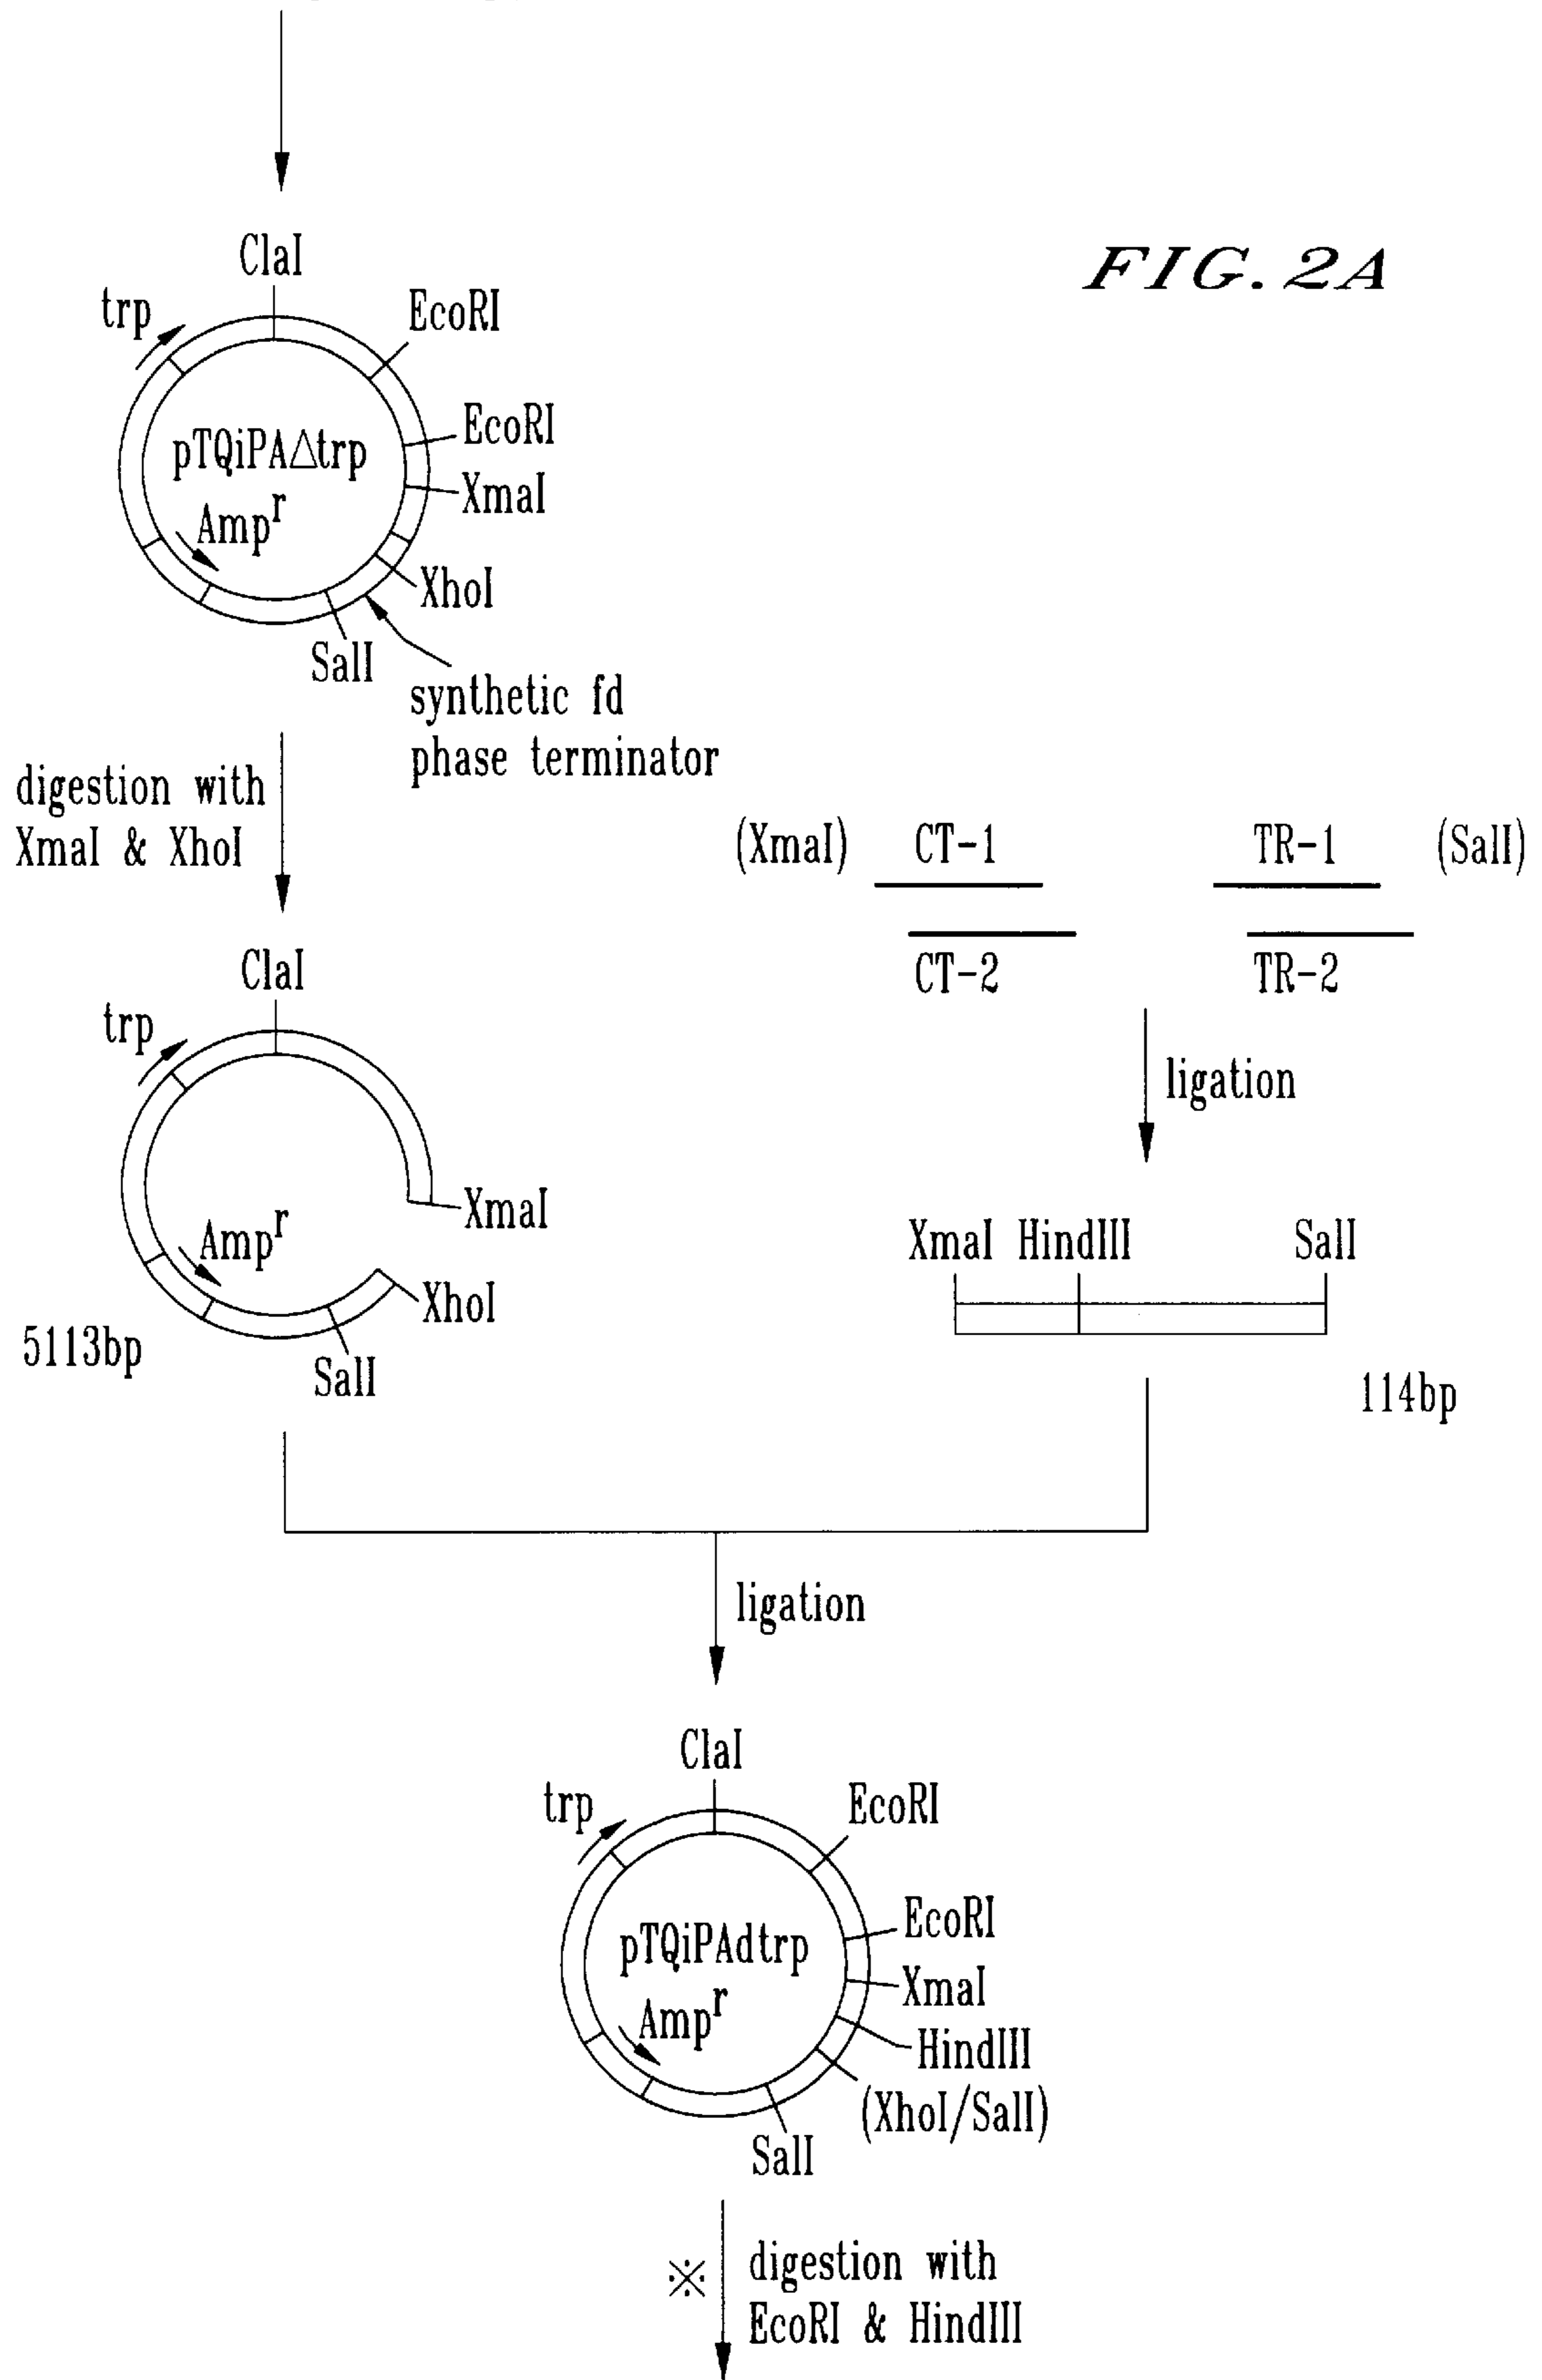 FIG. 2A
ClaI
trp
EcoRI
EcoRI
pTQiPA△trp
XmaI
Amp^r
XhoI
SalI
synthetic fd
phase terminator
digestion with
XmaI & XhoI
(XmaI) CT-1 TR-1 (SalI)
CT-2 TR-2
ligation
ClaI
trp
XmaI
Amp^r
XhoI
5113bp
SalI
XmaI HindIII SalI
114bp
ligation
ClaI
trp
EcoRI
EcoRI
pTQiPAdtrp
XmaI
Amp^r
HindIII
(XhoI/SalI)
SalI
※ digestion with
EcoRI & HindIII